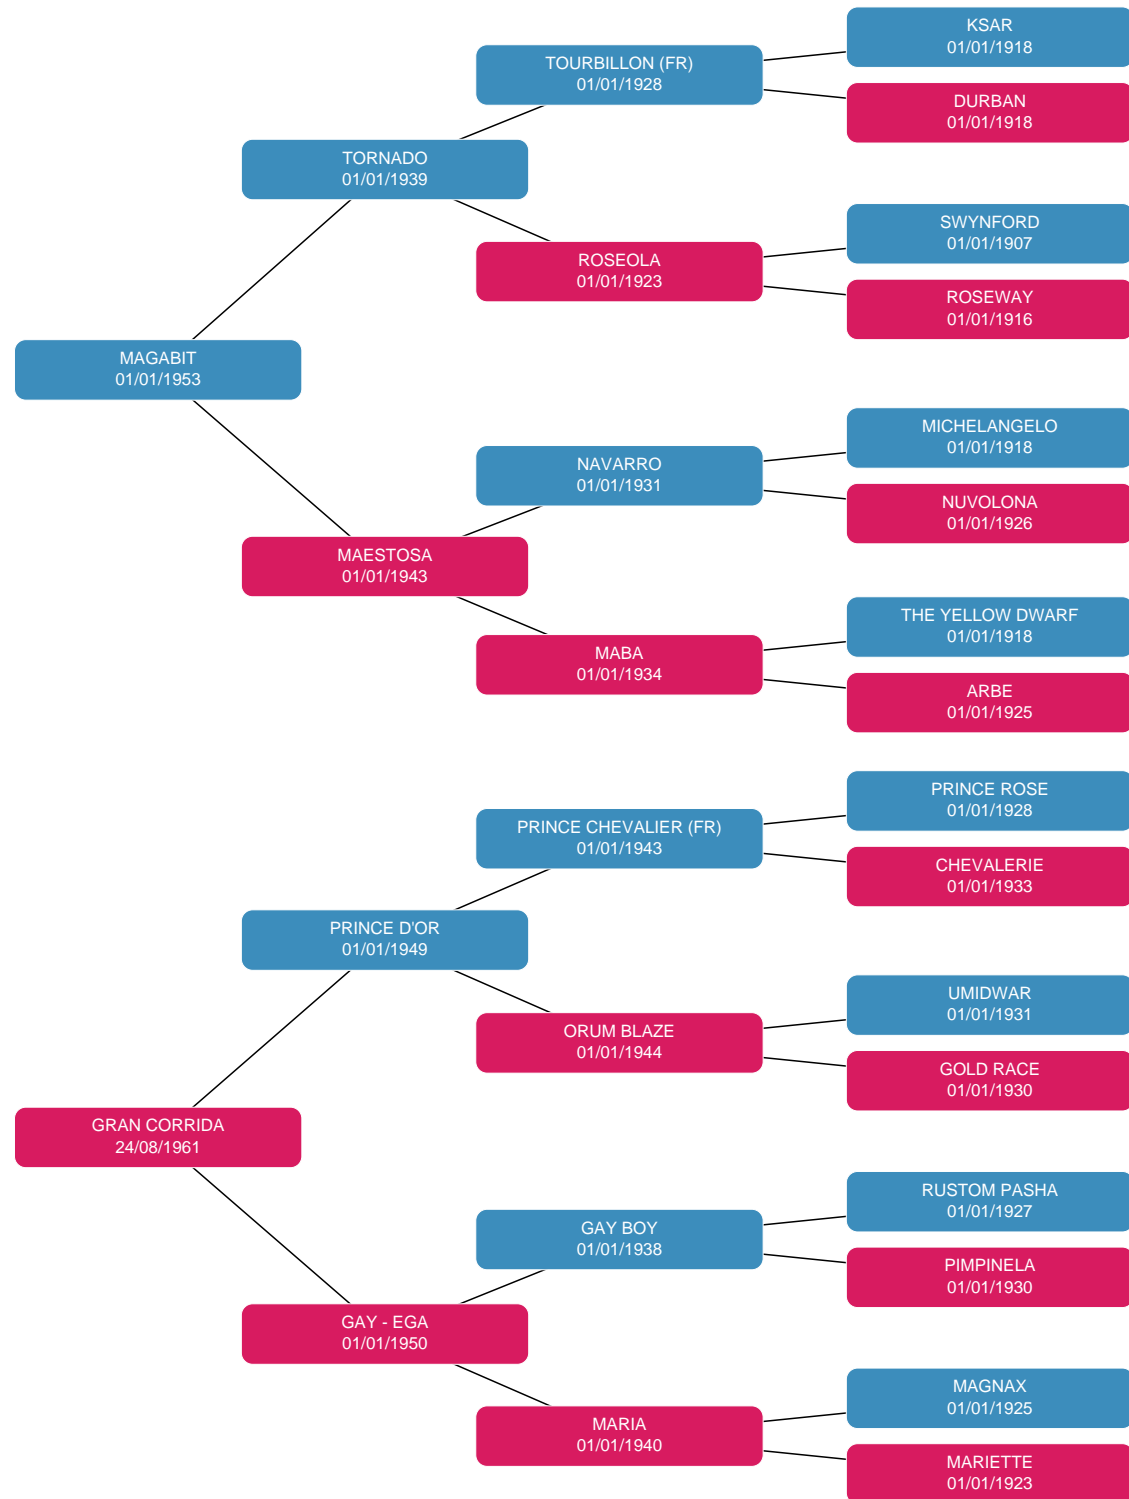 KSAR
01/01/1918
TOURBILLON (FR)
01/01/1928
DURBAN
01/01/1918
TORNADO
01/01/1939
SWYNFORD
01/01/1907
ROSEOLA
01/01/1923
ROSEWAY
01/01/1916
MAGABIT
01/01/1953
MICHELANGELO
01/01/1918
NAVARRO
01/01/1931
NUVOLONA
01/01/1926
MAESTOSA
01/01/1943
THE YELLOW DWARF
01/01/1918
MABA
01/01/1934
ARBE
01/01/1925
PRINCE ROSE
01/01/1928
PRINCE CHEVALIER (FR)
01/01/1943
CHEVALERIE
01/01/1933
PRINCE D'OR
01/01/1949
UMIDWAR
01/01/1931
ORUM BLAZE
01/01/1944
GOLD RACE
01/01/1930
GRAN CORRIDA
24/08/1961
RUSTOM PASHA
01/01/1927
GAY BOY
01/01/1938
PIMPINELA
01/01/1930
GAY - EGA
01/01/1950
MAGNAX
01/01/1925
MARIA
01/01/1940
MARIETTE
01/01/1923